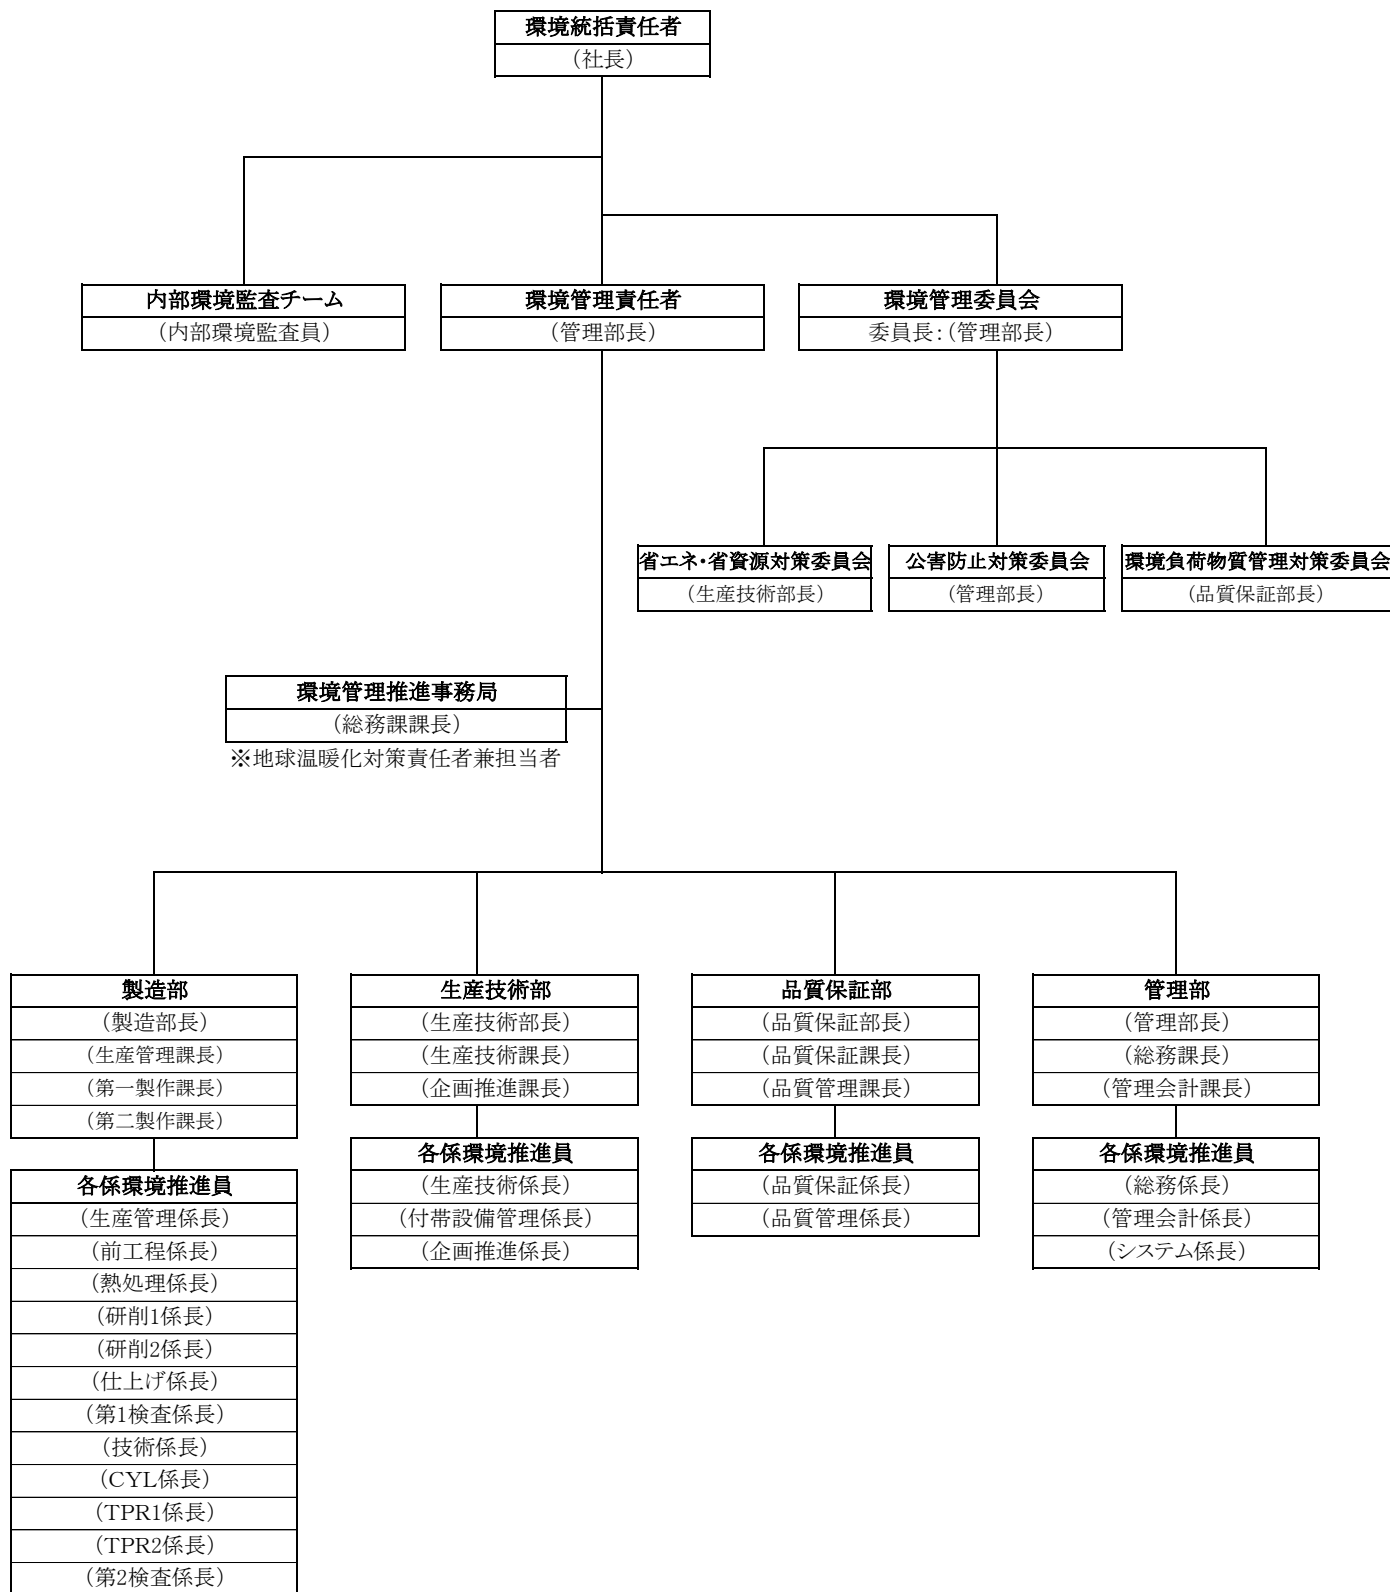 環境統括責任者
(社長)
内部環境監査チーム
(内部環境監査員)
環境管理責任者
(管理部長)
環境管理委員会
委員長:(管理部長)
省エネ・省資源対策委員会
(生産技術部長)
公害防止対策委員会
(管理部長)
環境負荷物質管理対策委員会
(品質保証部長)
環境管理推進事務局
(総務課課長)
※地球温暖化対策責任者兼担当者
製造部
(製造部長)
(生産管理課長)
(第一製作課長)
(第二製作課長)
各係環境推進員
(生産管理係長)
(前工程係長)
(熱処理係長)
(研削1係長)
(研削2係長)
(仕上げ係長)
(第1検査係長)
(技術係長)
(CYL係長)
(TPR1係長)
(TPR2係長)
(第2検査係長)
生産技術部
(生産技術部長)
(生産技術課長)
(企画推進課長)
各係環境推進員
(生産技術係長)
(付帯設備管理係長)
(企画推進係長)
品質保証部
(品質保証部長)
(品質保証課長)
(品質管理課長)
各係環境推進員
(品質保証係長)
(品質管理係長)
管理部
(管理部長)
(総務課長)
(管理会計課長)
各係環境推進員
(総務係長)
(管理会計係長)
(システム係長)